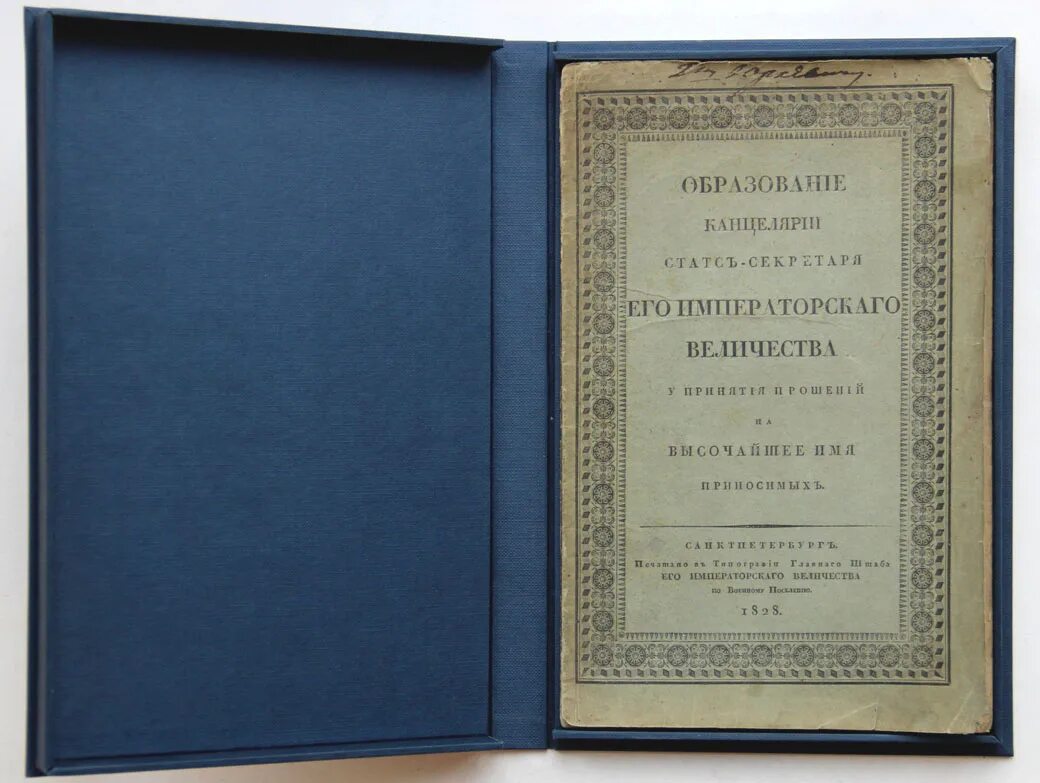 ОБРАЗОВАНІЕ
КАНЦЕЛЯРІИ
СТАТСЪ-СЕКРЕТАРЯ
ЕГО ИМПЕРАТОРСКАГО
ВЕЛИЧЕСТВА
У ПРИНЯТІЯ ПРОШЕНІЙ
НА
ВЫСОЧАЙШЕЕ ИМЯ
ПРИНОСИМЫХЪ.
САНКТПЕТЕРБУРГЪ.
Печатано въ Типографіи Главнаго Штаба
ЕГО ИМПЕРАТОРСКАГО ВЕЛИЧЕСТВА
по Военному Поселенію.
1828.